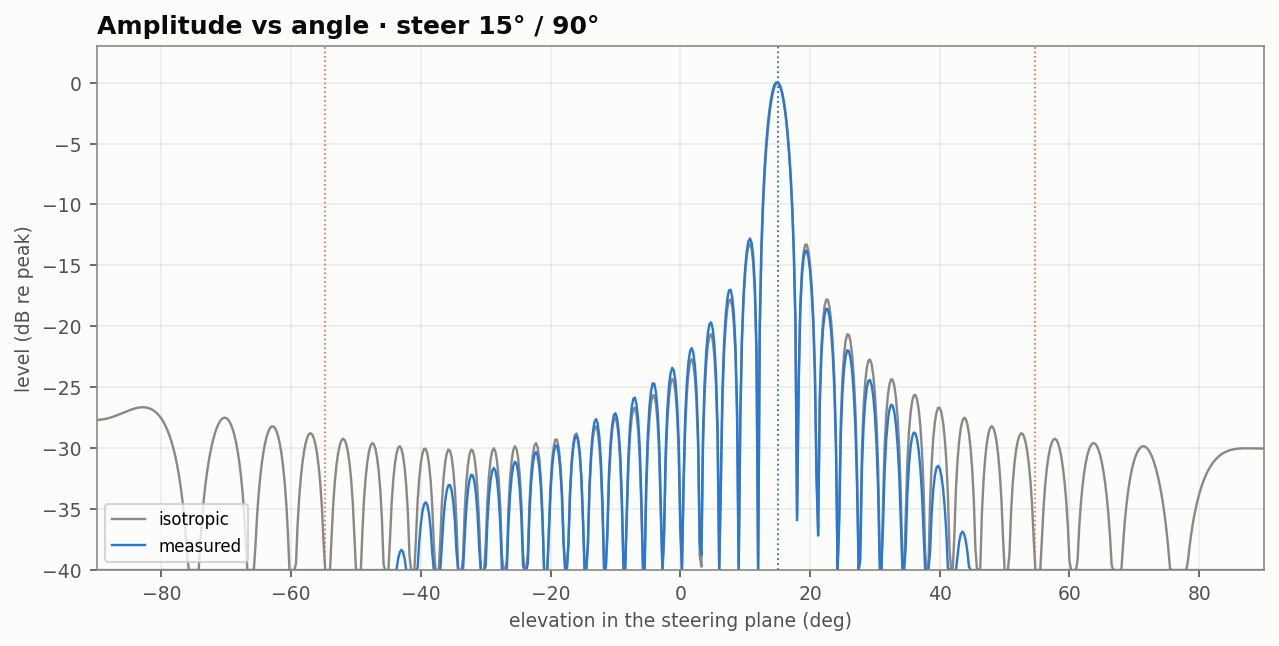 Amplitude vs angle · steer 15° / 90°
level (dB re peak)
0
−5
−10
−15
−20
−25
−30
−35
−40
isotropic
measured
−80 −60 −40 −20 0 20 40 60 80
elevation in the steering plane (deg)